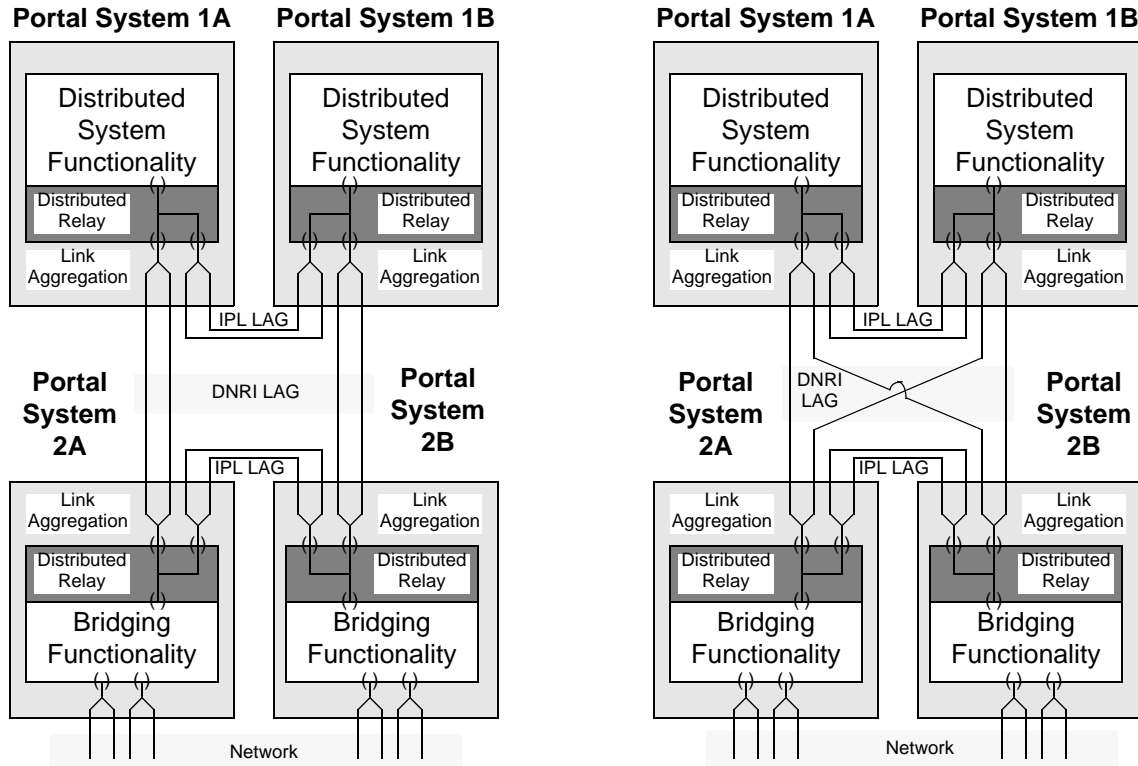 Portal System 1A
Portal System 1B
Distributed
System
Functionality
Distributed
System
Functionality
Distributed
Relay
Distributed
Relay
Link
Aggregation
Link
Aggregation
IPL LAG
Portal
System
2A
DNRI LAG
Portal
System
2B
IPL LAG
Link
Aggregation
Link
Aggregation
Distributed
Relay
Distributed
Relay
Bridging
Functionality
Bridging
Functionality
Network
Portal System 1A
Portal System 1B
Distributed
System
Functionality
Distributed
System
Functionality
Distributed
Relay
Distributed
Relay
Link
Aggregation
Link
Aggregation
IPL LAG
Portal
System
2A
DNRI
LAG
Portal
System
2B
IPL LAG
Link
Aggregation
Link
Aggregation
Distributed
Relay
Distributed
Relay
Bridging
Functionality
Bridging
Functionality
Network